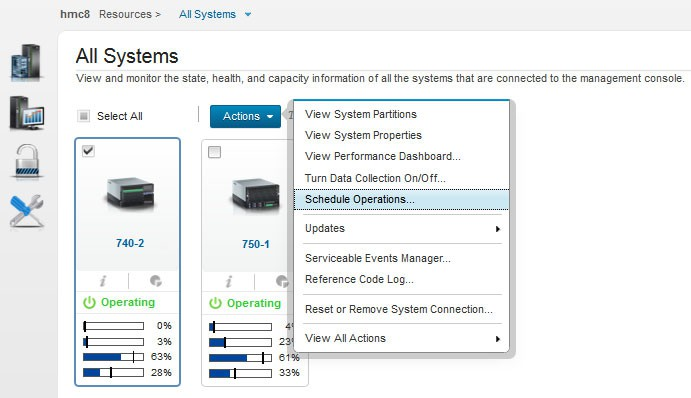 hmc8 Resources > All Systems
All Systems
View and monitor the state, health, and capacity information of all the systems that are connected to the management console.
Select All
Actions
View System Partitions
View System Properties
View Performance Dashboard...
Turn Data Collection On/Off...
Schedule Operations...
Updates
Serviceable Events Manager...
Reference Code Log...
Reset or Remove System Connection...
View All Actions
740-2
Operating
0%
3%
63%
28%
750-1
Operating
61%
33%